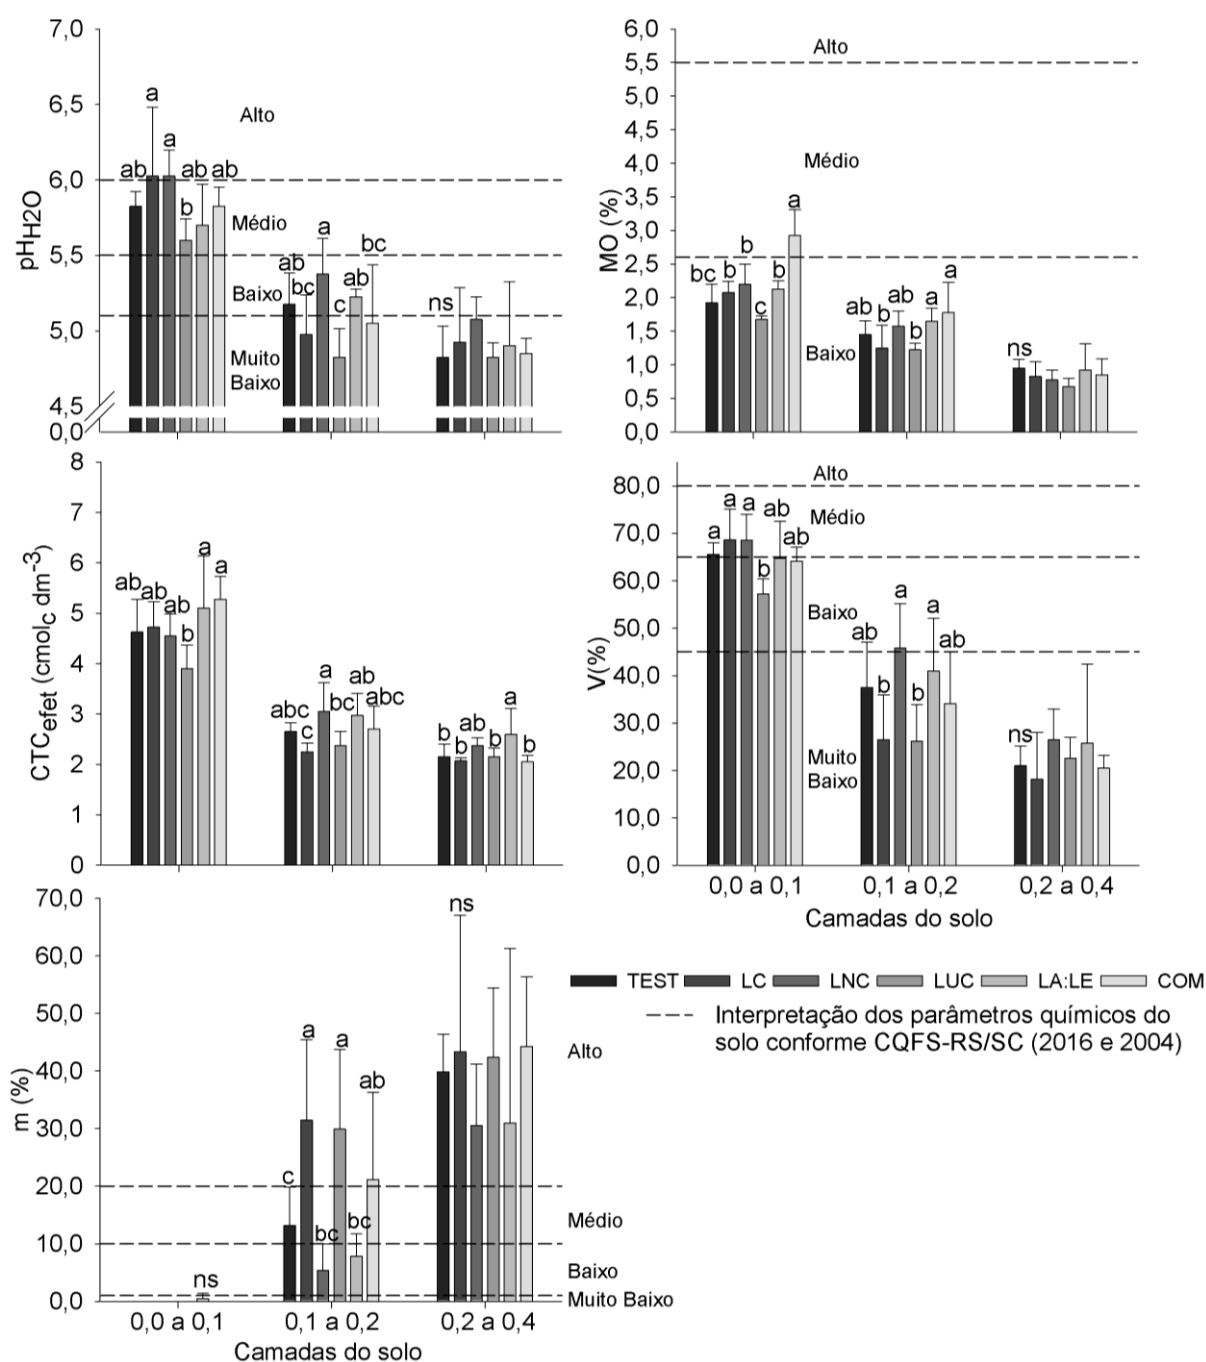 7,0
6,5
6,0
5,5
5,0
4,5
0,0
pHH2O
ab a a b ab ab
ab bc a c ab bc
ns
Alto
Médio
Baixo
Muito
Baixo
6,0
5,5
5,0
4,5
4,0
3,5
3,0
2,5
2,0
1,5
1,0
0,5
0,0
MO (%)
bc b b c b a
ab b ab b a a
ns
Alto
Médio
Baixo
8
7
6
5
4
3
2
1
0
CTCefet (cmolc dm-3)
ab ab ab b a a
abc c a bc ab abc
b b ab b a b
80,0
70,0
60,0
50,0
40,0
30,0
20,0
10,0
0,0
V(%)
a a a b ab ab
ab b a b a ab
ns
Alto
Médio
Baixo
Muito
Baixo
0,0 a 0,1 0,1 a 0,2 0,2 a 0,4
Camadas do solo
70,0
60,0
50,0
40,0
30,0
20,0
10,0
0,0
m (%)
ns
c a bc a bc ab
ns
Alto
Médio
Baixo
Muito Baixo
0,0 a 0,1 0,1 a 0,2 0,2 a 0,4
Camadas do solo
TEST LC LNC LUC LA:LE COM
Interpretação dos parâmetros químicos do
solo conforme CQFS-RS/SC (2016 e 2004)